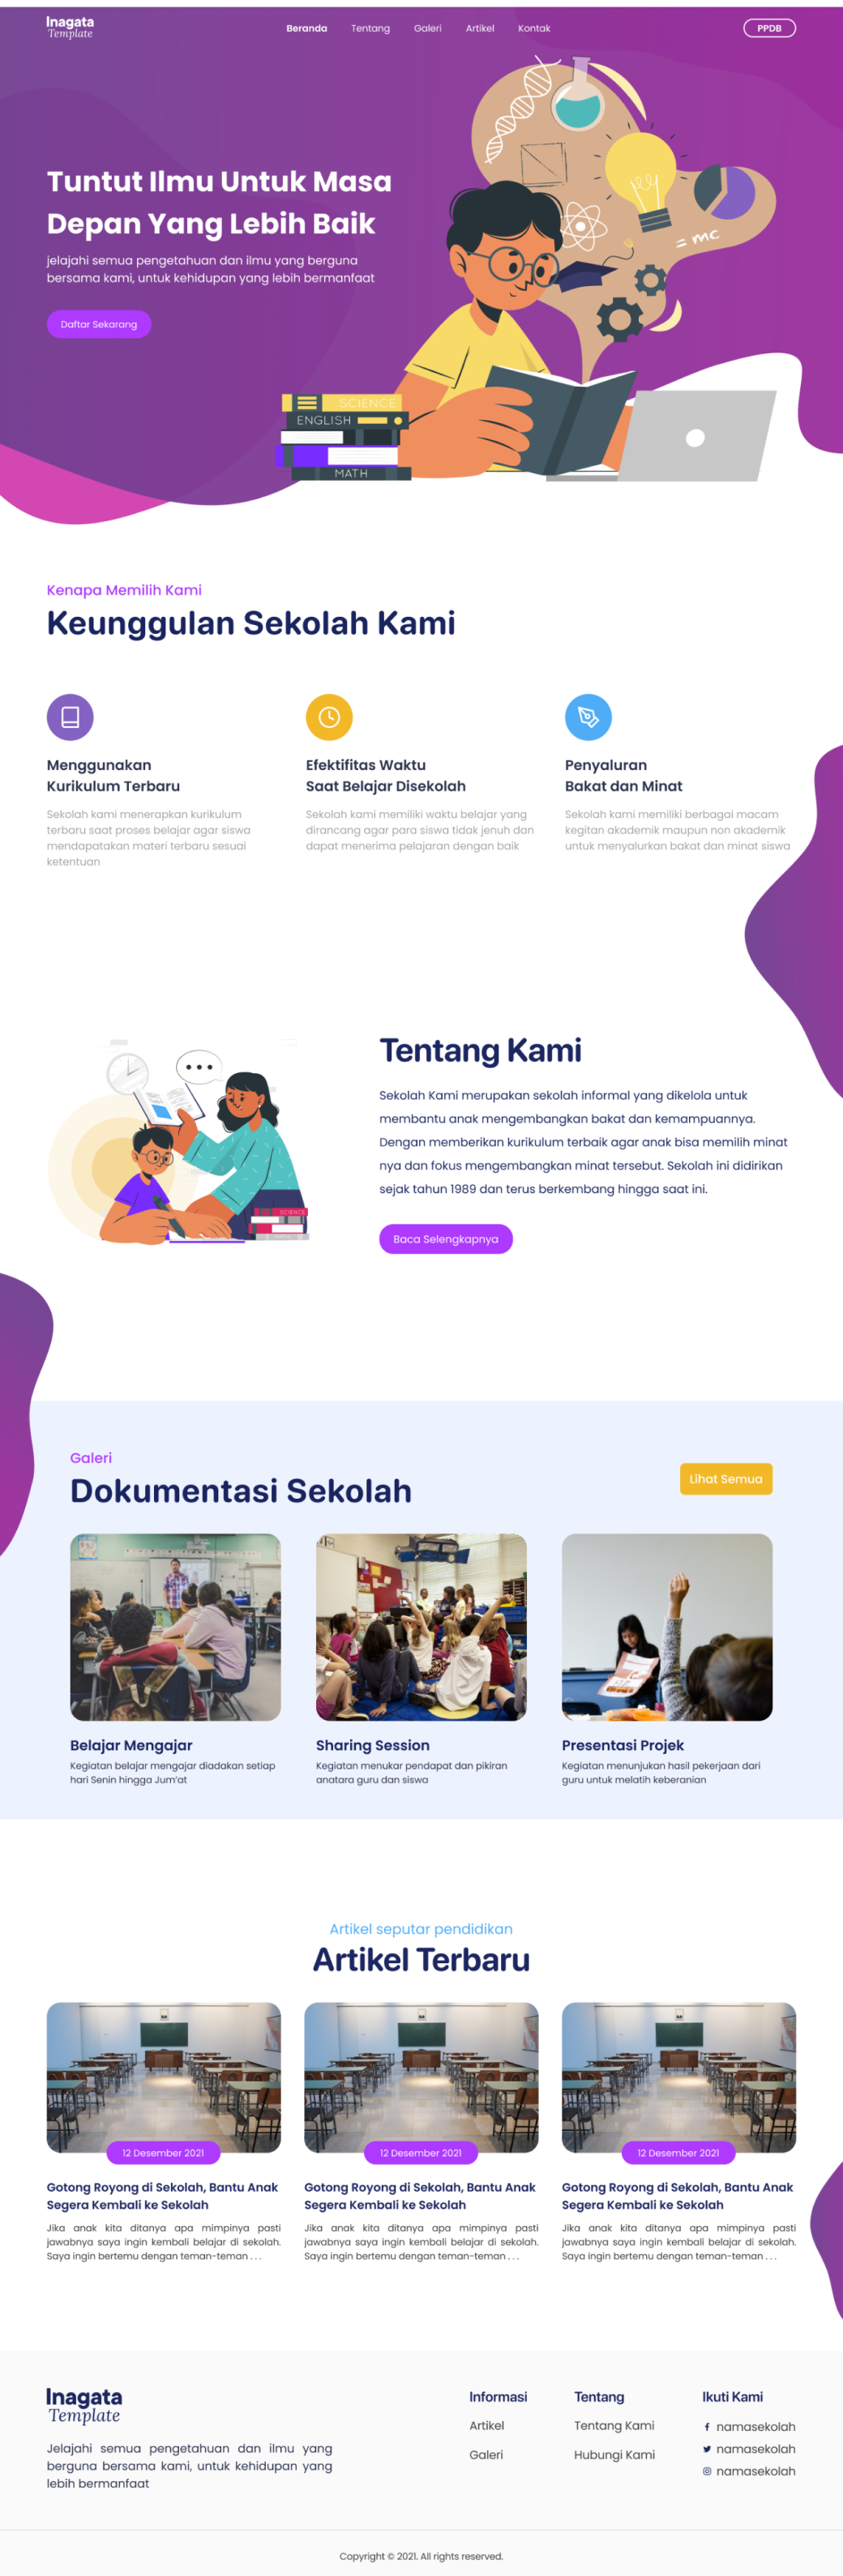 Inagata
Template
Beranda Tentang Galeri Artikel Kontak
PPDB
Tuntut Ilmu Untuk Masa
Depan Yang Lebih Baik
jelajahi semua pengetahuan dan ilmu yang berguna
bersama kami, untuk kehidupan yang lebih bermanfaat
Daftar Sekarang
= mc
SCIENCE
ENGLISH
MATH
Kenapa Memilih Kami
Keunggulan Sekolah Kami
Menggunakan
Kurikulum Terbaru
Sekolah kami menerapkan kurikulum
terbaru saat proses belajar agar siswa
mendapatakan materi terbaru sesuai
ketentuan
Efektifitas Waktu
Saat Belajar Disekolah
Sekolah kami memiliki waktu belajar yang
dirancang agar para siswa tidak jenuh dan
dapat menerima pelajaran dengan baik
Penyaluran
Bakat dan Minat
Sekolah kami memiliki berbagai macam
kegitan akademik maupun non akademik
untuk menyalurkan bakat dan minat siswa
SCIENCE
Tentang Kami
Sekolah Kami merupakan sekolah informal yang dikelola untuk
membantu anak mengembangkan bakat dan kemampuannya.
Dengan memberikan kurikulum terbaik agar anak bisa memilih minat
nya dan fokus mengembangkan minat tersebut. Sekolah ini didirikan
sejak tahun 1989 dan terus berkembang hingga saat ini.
Baca Selengkapnya
Galeri
Dokumentasi Sekolah
Lihat Semua
Belajar Mengajar
Kegiatan belajar mengajar diadakan setiap
hari Senin hingga Jum'at
Sharing Session
Kegiatan menukar pendapat dan pikiran
anatara guru dan siswa
Presentasi Projek
Kegiatan menunjukan hasil pekerjaan dari
guru untuk melatih keberanian
Artikel seputar pendidikan
Artikel Terbaru
12 Desember 2021
Gotong Royong di Sekolah, Bantu Anak
Segera Kembali ke Sekolah
Jika anak kita ditanya apa mimpinya pasti
jawabnya saya ingin kembali belajar di sekolah.
Saya ingin bertemu dengan teman-teman . . .
12 Desember 2021
Gotong Royong di Sekolah, Bantu Anak
Segera Kembali ke Sekolah
Jika anak kita ditanya apa mimpinya pasti
jawabnya saya ingin kembali belajar di sekolah.
Saya ingin bertemu dengan teman-teman . . .
12 Desember 2021
Gotong Royong di Sekolah, Bantu Anak
Segera Kembali ke Sekolah
Jika anak kita ditanya apa mimpinya pasti
jawabnya saya ingin kembali belajar di sekolah.
Saya ingin bertemu dengan teman-teman . . .
Inagata
Template
Jelajahi semua pengetahuan dan ilmu yang
berguna bersama kami, untuk kehidupan yang
lebih bermanfaat
Informasi
Artikel
Galeri
Tentang
Tentang Kami
Hubungi Kami
Ikuti Kami
namasekolah
namasekolah
namasekolah
Copyright © 2021. All rights reserved.